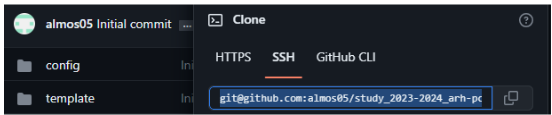 almos05 Initial commit ...
Clone
HTTPS SSH GitHub CLI
config Ini
git@github.com:almos05/study_2023-2024_arh-pc
template Ini